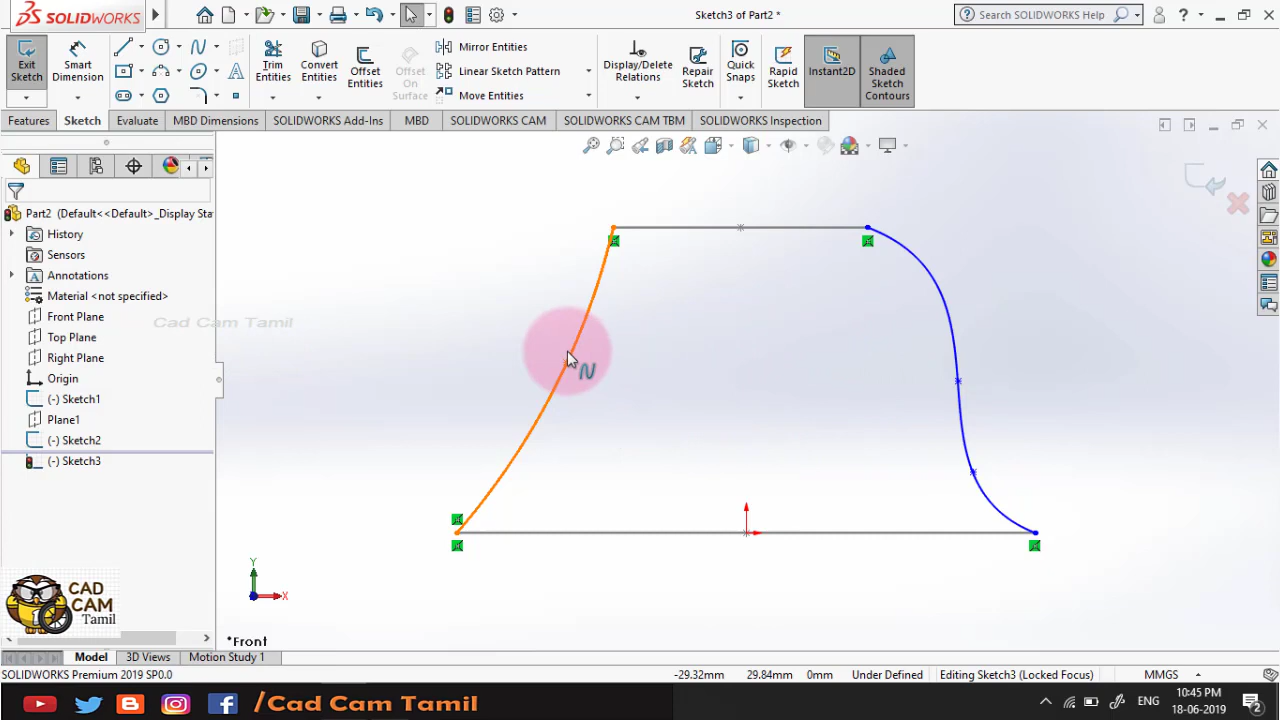 SOLIDWORKS
Sketch3 of Part2 *
Search SOLIDWORKS Help
?
Exit Sketch
Smart Dimension
Trim Entities
Convert Entities
Offset Entities
Offset On Surface
Mirror Entities
Linear Sketch Pattern
Move Entities
Display/Delete Relations
Repair Sketch
Quick Snaps
Rapid Sketch
Instant2D
Shaded Sketch Contours
Features
Sketch
Evaluate
MBD Dimensions
SOLIDWORKS Add-Ins
MBD
SOLIDWORKS CAM
SOLIDWORKS CAM TBM
SOLIDWORKS Inspection
Part2 (Default<<Default>_Display Sta
History
Sensors
Annotations
Material <not specified>
Front Plane
Top Plane
Right Plane
Origin
(-) Sketch1
Plane1
(-) Sketch2
(-) Sketch3
Cad Cam Tamil
CAD
CAM
Tamil
Y
X
*Front
Model
3D Views
Motion Study 1
SOLIDWORKS Premium 2019 SP0.0
-29.32mm
29.84mm
0mm
Under Defined
Editing Sketch3 (Locked Focus)
MMGS
/Cad Cam Tamil
ENG
10:45 PM
18-06-2019
2